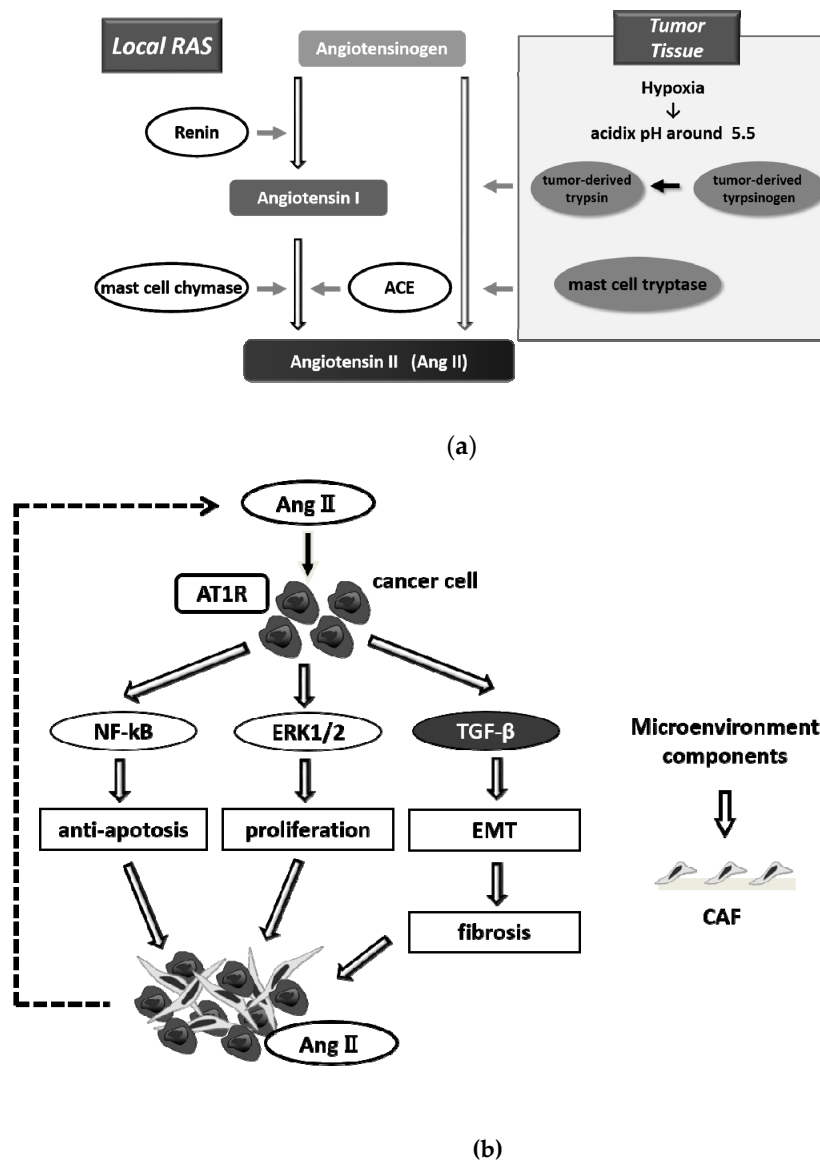 Local RAS
Angiotensinogen
Tumor
Tissue
Hypoxia
↓
acidix pH around 5.5
Renin
tumor-derived
trypsin
tumor-derived
tyrpsinogen
Angiotensin I
mast cell chymase
ACE
mast cell tryptase
Angiotensin II (Ang II)
(a)
Ang Ⅱ
AT1R
cancer cell
NF-kB
ERK1/2
TGF-β
Microenvironment
components
anti-apotosis
proliferation
EMT
CAF
fibrosis
Ang Ⅱ
(b)